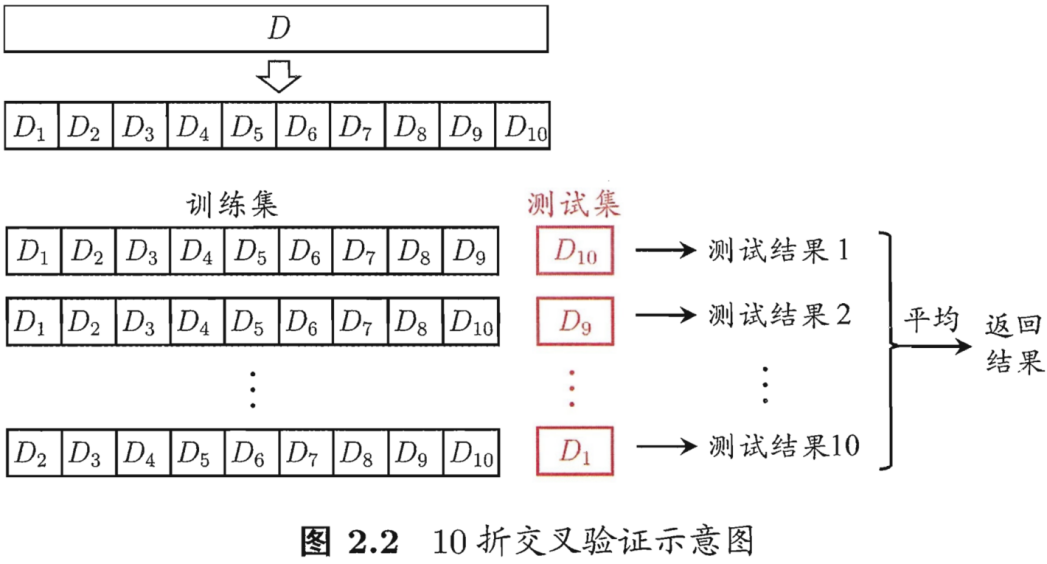 D
D₁ D₂ D₃ D₄ D₅ D₆ D₇ D₈ D₉ D₁₀
训练集 测试集
D₁ D₂ D₃ D₄ D₅ D₆ D₇ D₈ D₉ D₁₀ 测试结果1
D₁ D₂ D₃ D₄ D₅ D₆ D₇ D₈ D₁₀ D₉ 测试结果2
平均 返回
结果
⋮ ⋮ ⋮
D₂ D₃ D₄ D₅ D₆ D₇ D₈ D₉ D₁₀ D₁ 测试结果10
图 2.2 10折交叉验证示意图